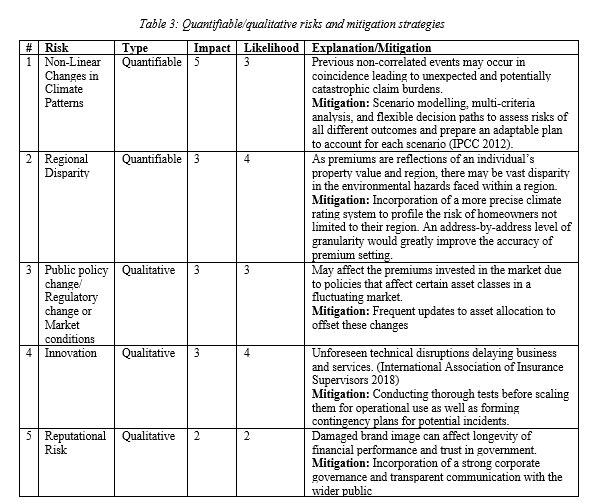 Table 3: Quantifiable/qualitative risks and mitigation strategies
# Risk Type Impact Likelihood Explanation/Mitigation
1 Non-Linear Quantifiable 5 3 Previous non-correlated events may occur in
Changes in coincidence leading to unexpected and potentially
Climate catastrophic claim burdens.
Patterns Mitigation: Scenario modelling, multi-criteria
analysis, and flexible decision paths to assess risks of
all different outcomes and prepare an adaptable plan
to account for each scenario (IPCC 2012).
2 Regional Quantifiable 3 4 As premiums are reflections of an individual's
Disparity property value and region, there may be vast disparity
in the environmental hazards faced within a region.
Mitigation: Incorporation of a more precise climate
rating system to profile the risk of homeowners not
limited to their region. An address-by-address level of
granularity would greatly improve the accuracy of
premium setting.
3 Public policy Qualitative 3 3 May affect the premiums invested in the market due
change/ to policies that affect certain asset classes in a
Regulatory fluctuating market.
change or Mitigation: Frequent updates to asset allocation to
Market offset these changes
conditions
4 Innovation Qualitative 3 4 Unforeseen technical disruptions delaying business
and services. (International Association of Insurance
Supervisors 2018)
Mitigation: Conducting thorough tests before scaling
them for operational use as well as forming
contingency plans for potential incidents.
5 Reputational Qualitative 2 2 Damaged brand image can affect longevity of
Risk financial performance and trust in government.
Mitigation: Incorporation of a strong corporate
governance and transparent communication with the
wider public